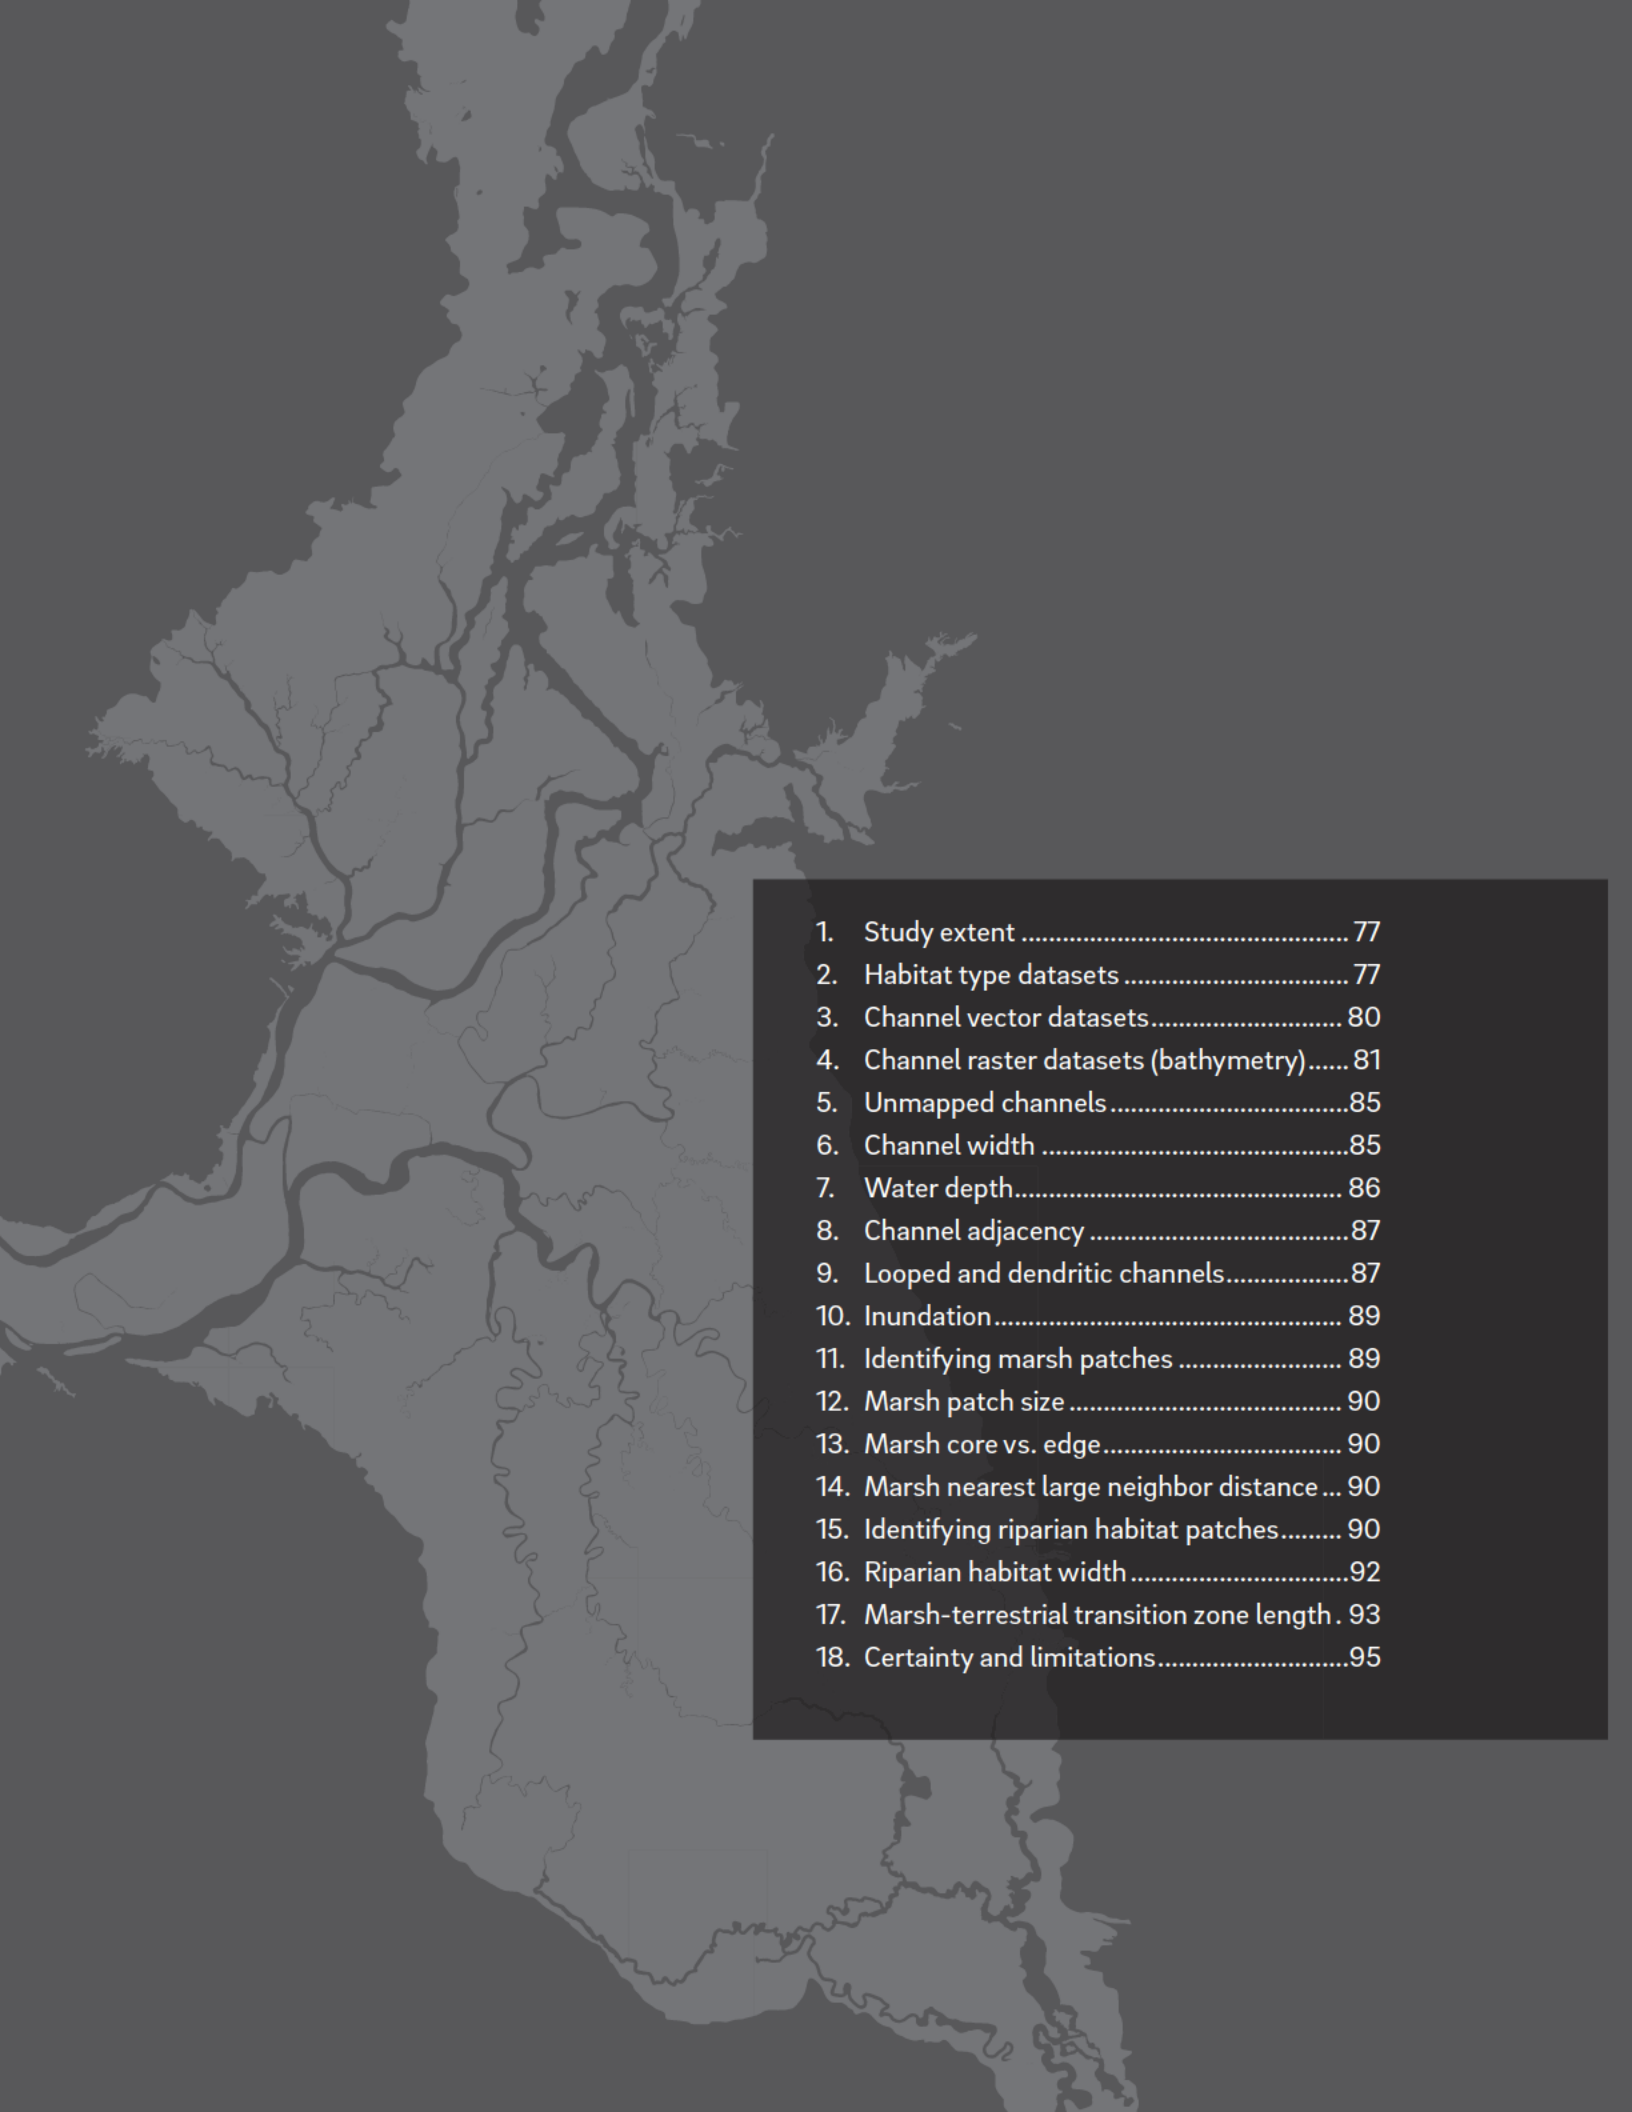 1. Study extent ................................................ 77
2. Habitat type datasets ................................. 77
3. Channel vector datasets............................ 80
4. Channel raster datasets (bathymetry)...... 81
5. Unmapped channels...................................85
6. Channel width .............................................85
7. Water depth................................................ 86
8. Channel adjacency ......................................87
9. Looped and dendritic channels..................87
10. Inundation................................................... 89
11. Identifying marsh patches ........................ 89
12. Marsh patch size ........................................ 90
13. Marsh core vs. edge................................... 90
14. Marsh nearest large neighbor distance ... 90
15. Identifying riparian habitat patches......... 90
16. Riparian habitat width ................................92
17. Marsh-terrestrial transition zone length . 93
18. Certainty and limitations............................95